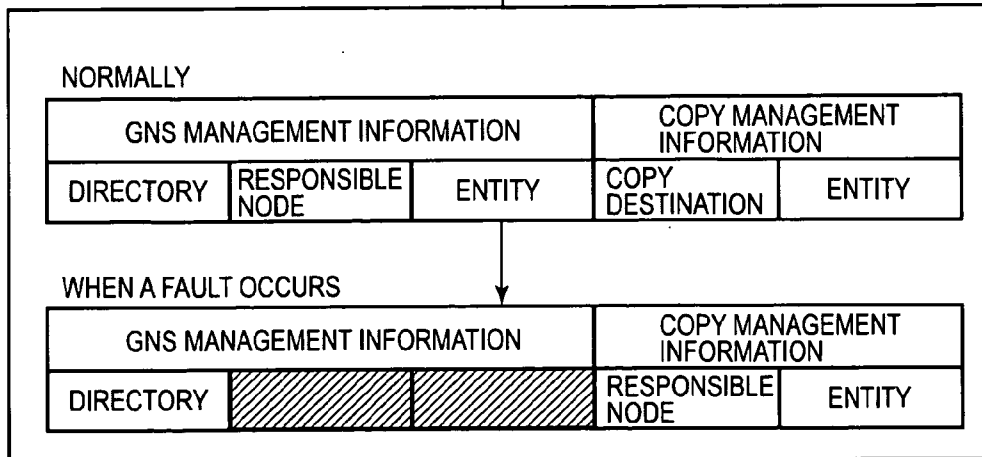 NORMALLY
GNS MANAGEMENT INFORMATION
COPY MANAGEMENT
INFORMATION
DIRECTORY
RESPONSIBLE
NODE
ENTITY
COPY
DESTINATION
ENTITY
WHEN A FAULT OCCURS
GNS MANAGEMENT INFORMATION
COPY MANAGEMENT
INFORMATION
DIRECTORY
RESPONSIBLE
NODE
ENTITY